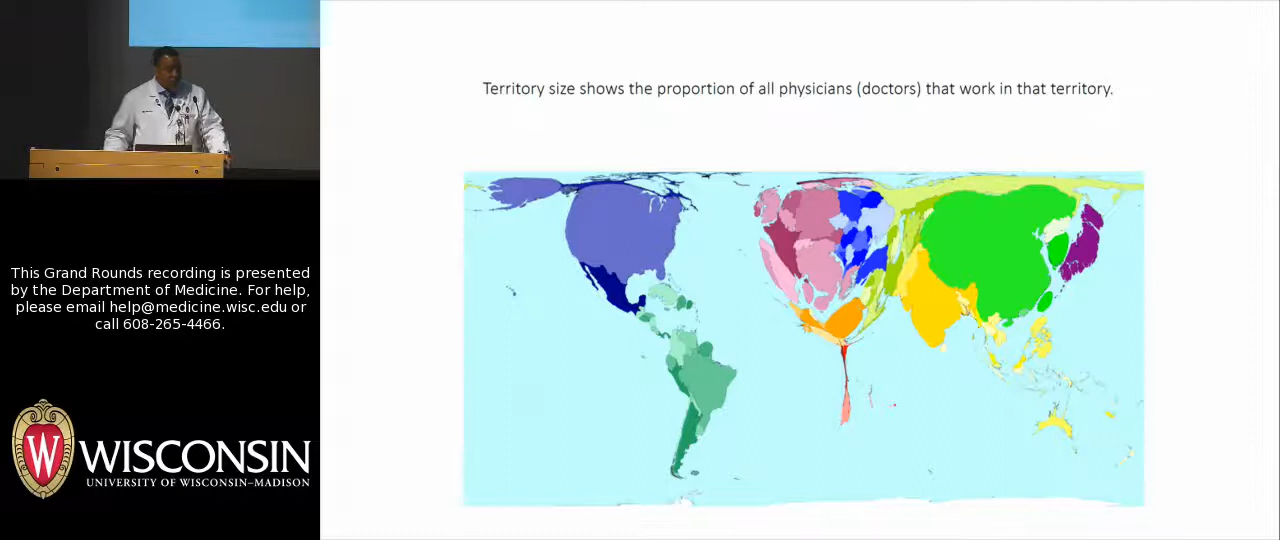 Territory size shows the proportion of all physicians (doctors) that work in that territory.
This Grand Rounds recording is presented
by the Department of Medicine. For help,
please email help@medicine.wisc.edu or
call 608-265-4466.
W
WISCONSIN
UNIVERSITY OF WISCONSIN–MADISON